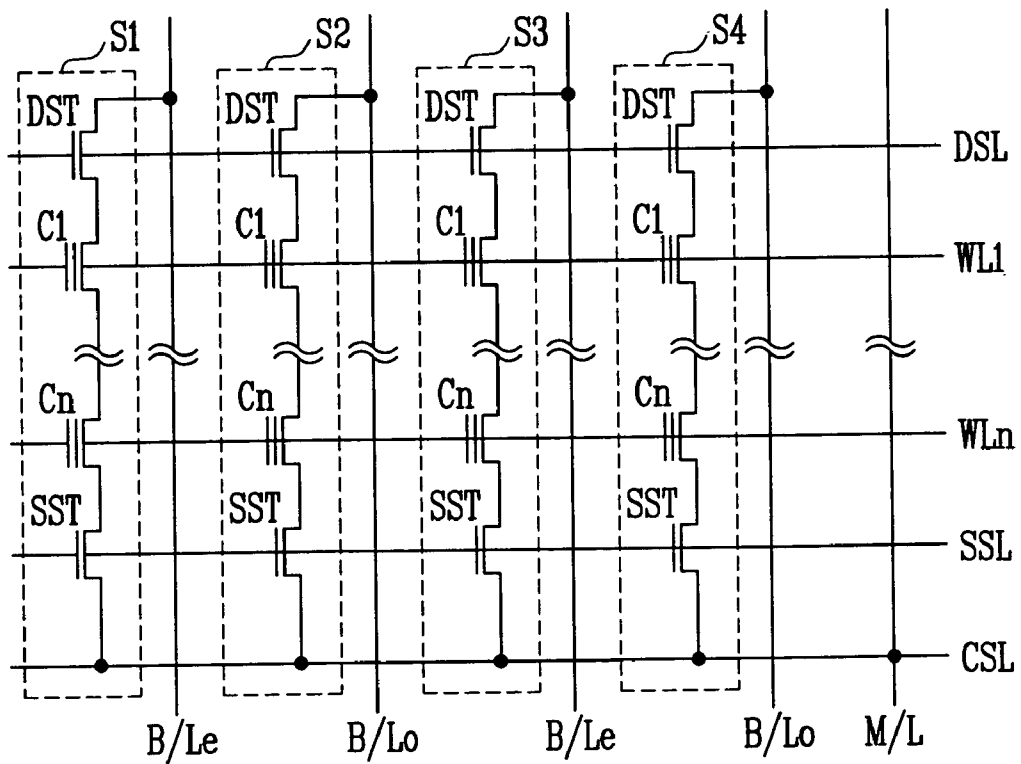 S1 S2 S3 S4
DST DST DST DST
DSL
C1 C1 C1 C1
WL1
Cn Cn Cn Cn
WLn
SST SST SST SST
SSL
CSL
B/Le B/Lo B/Le B/Lo M/L